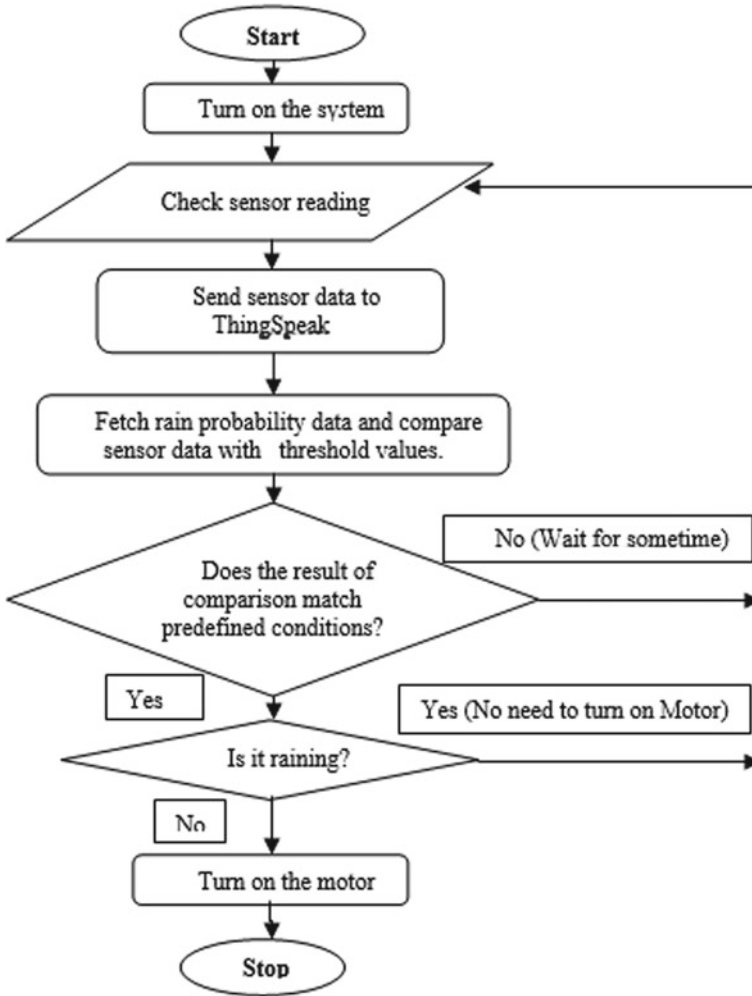 Start
Turn on the system
Check sensor reading
Send sensor data to
ThingSpeak
Fetch rain probability data and compare
sensor data with threshold values.
No (Wait for sometime)
Does the result of
comparison match
predefined conditions?
Yes
Yes (No need to turn on Motor)
Is it raining?
No
Turn on the motor
Stop